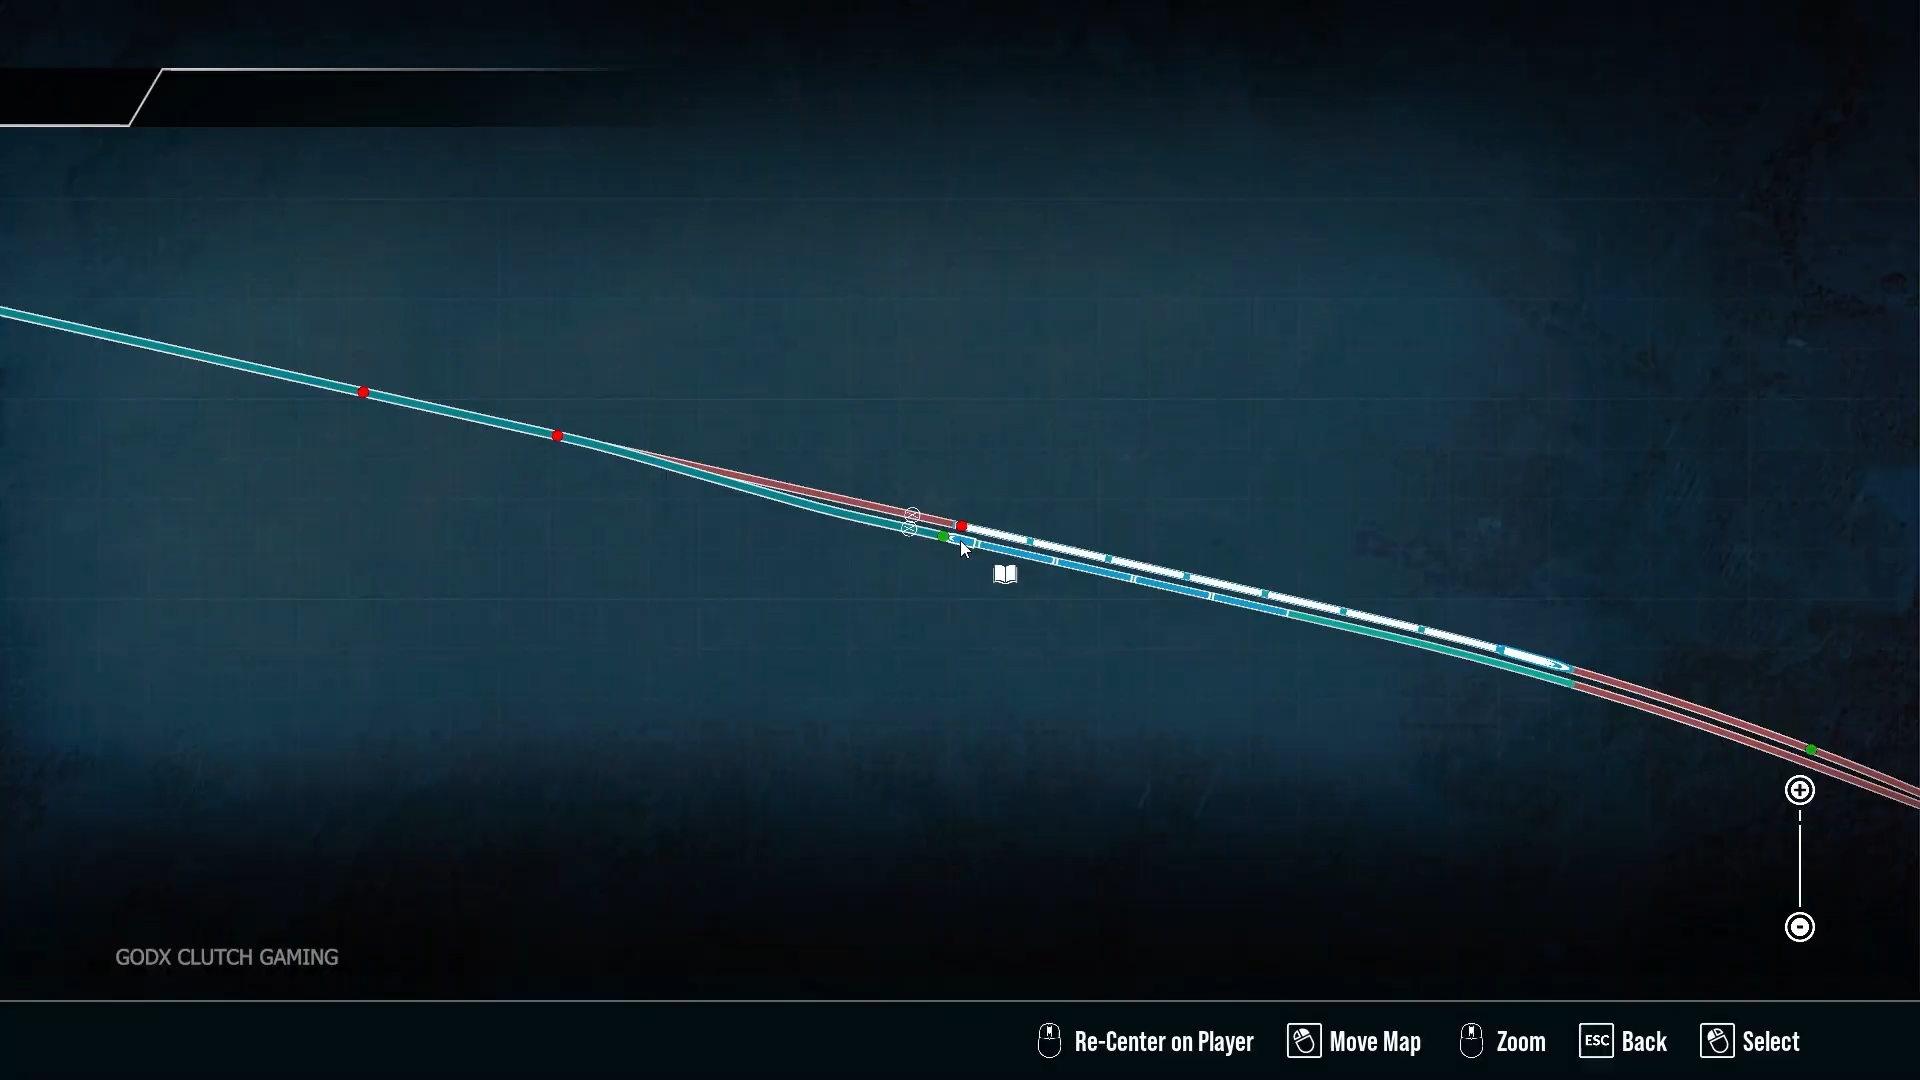 GODX CLUTCH GAMING
Re-Center on Player
Move Map
Zoom
ESC Back
Select